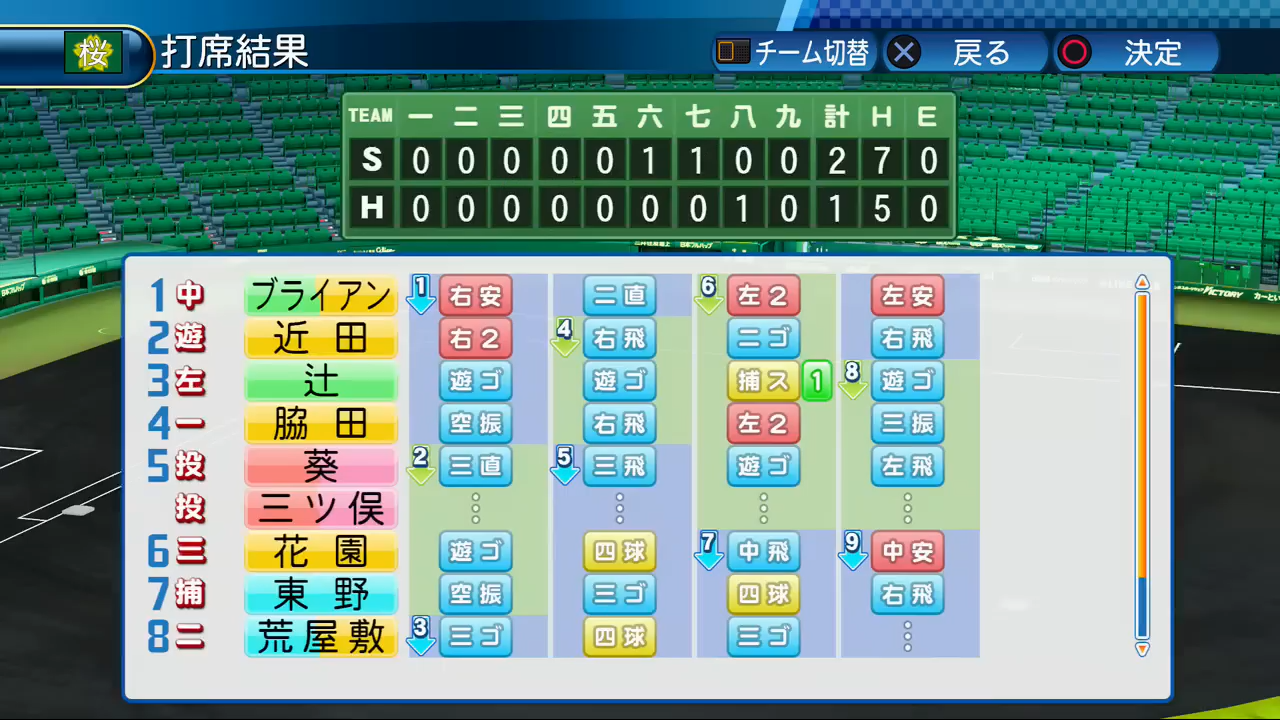 桜 打席結果 チーム切替 戻る 決定
TEAM 一 二 三 四 五 六 七 八 九 計 H E
S 0 0 0 0 0 1 1 0 0 2 7 0
H 0 0 0 0 0 0 0 1 0 1 5 0
1 中 ブライアン 1 右安 二直 6 左2 左安
2 遊 近田 右2 4 右飛 二ゴ 右飛
3 左 辻 遊ゴ 遊ゴ 捕ス 1 8 遊ゴ
4 一 脇田 空振 右飛 左2 三振
5 投 葵 2 三直 5 三飛 遊ゴ 左飛
投 三ツ俣
6 三 花園 遊ゴ 四球 7 中飛 9 中安
7 捕 東野 空振 三ゴ 四球 右飛
8 二 荒屋敷 3 三ゴ 四球 三ゴ